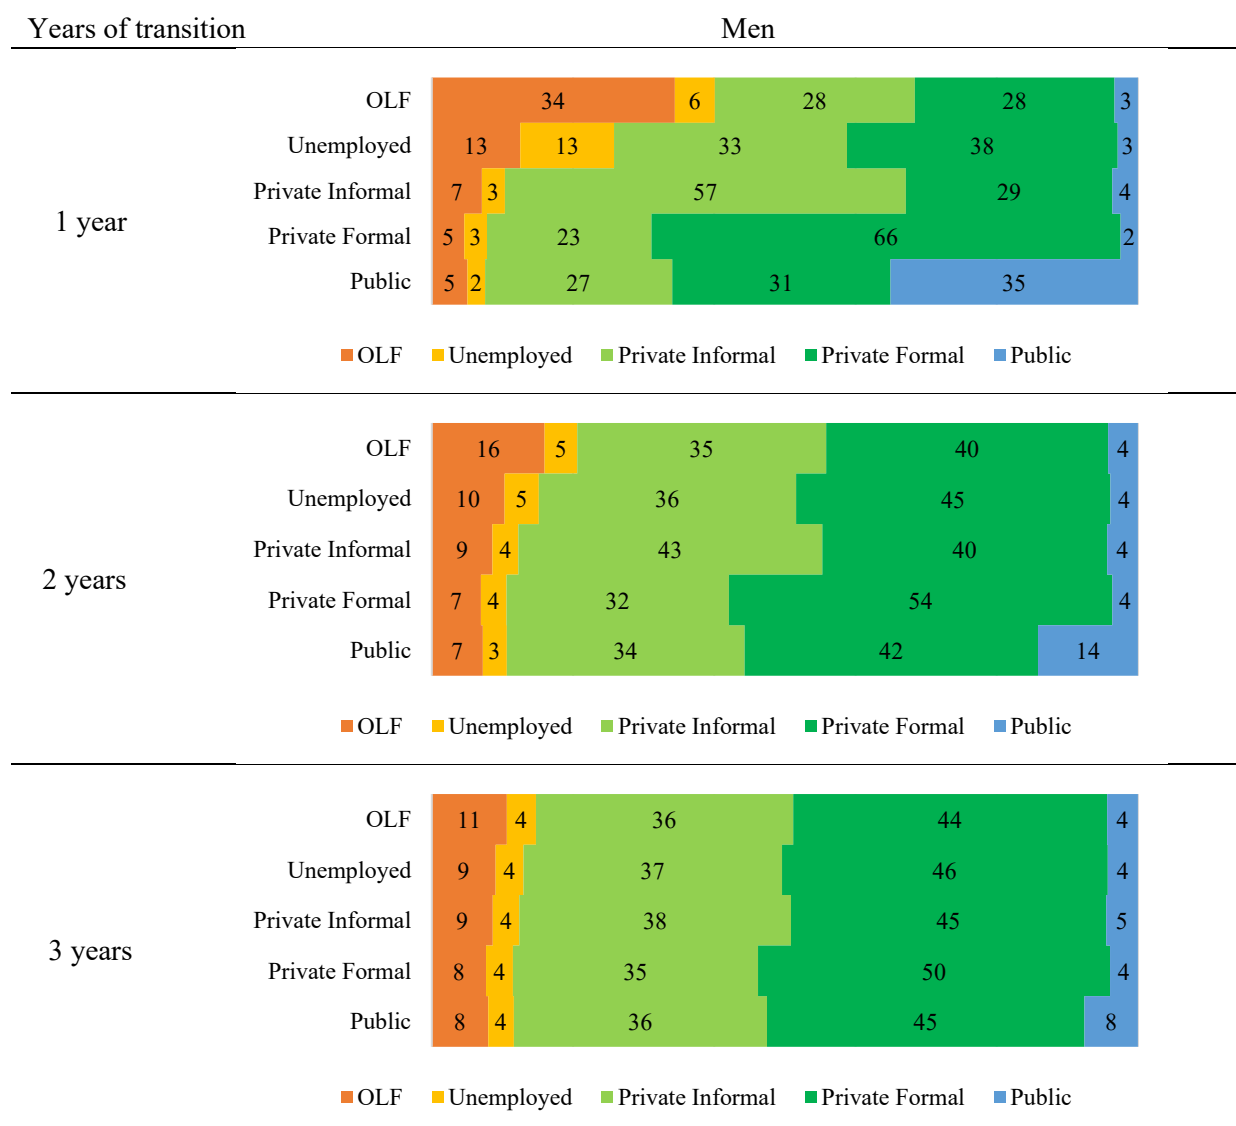 Years of transition Men
OLF 34 6 28 28 3
Unemployed 13 13 33 38 3
Private Informal 7 3 57 29 4
1 year
Private Formal 5 3 23 66 2
Public 5 2 27 31 35
OLF Unemployed Private Informal Private Formal Public
OLF 16 5 35 40 4
Unemployed 10 5 36 45 4
Private Informal 9 4 43 40 4
2 years
Private Formal 7 4 32 54 4
Public 7 3 34 42 14
OLF Unemployed Private Informal Private Formal Public
OLF 11 4 36 44 4
Unemployed 9 4 37 46 4
Private Informal 9 4 38 45 5
3 years
Private Formal 8 4 35 50 4
Public 8 4 36 45 8
OLF Unemployed Private Informal Private Formal Public